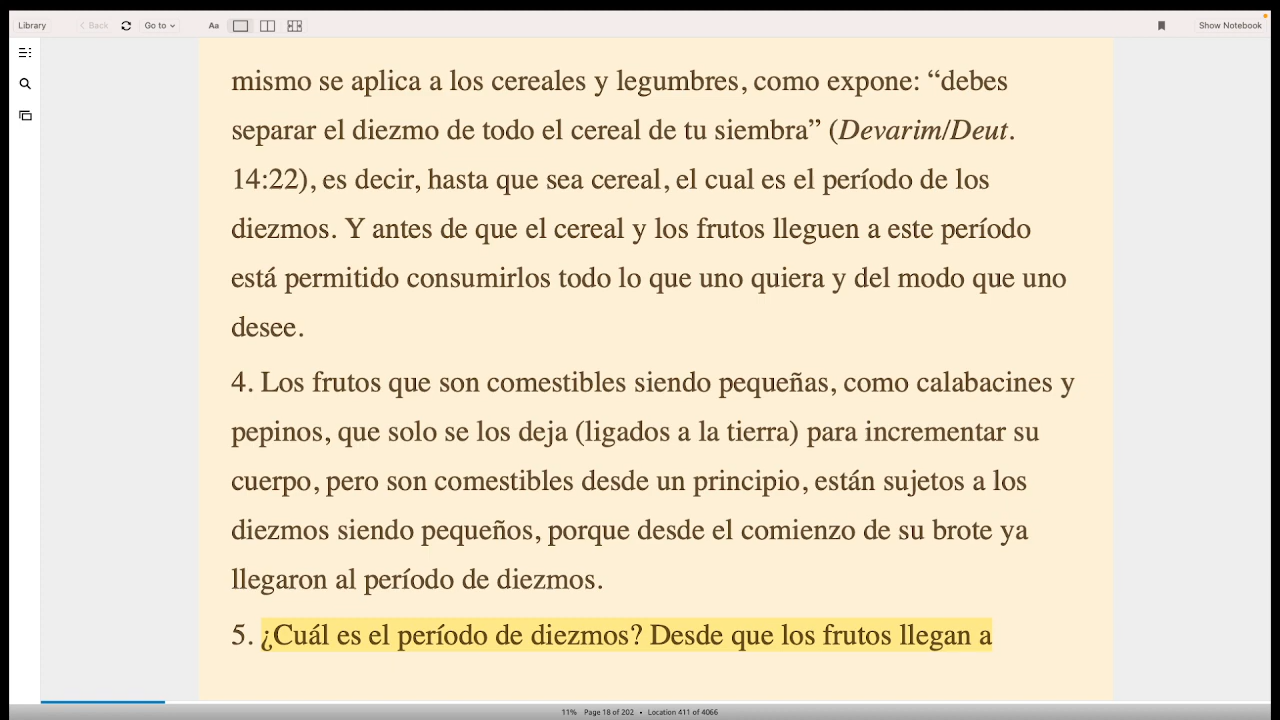 Library
Back
Go to
Aa
Show Notebook
mismo se aplica a los cereales y legumbres, como expone: “debes
separar el diezmo de todo el cereal de tu siembra” (Devarim/Deut.
14:22), es decir, hasta que sea cereal, el cual es el período de los
diezmos. Y antes de que el cereal y los frutos lleguen a este período
está permitido consumirlos todo lo que uno quiera y del modo que uno
desee.
4. Los frutos que son comestibles siendo pequeñas, como calabacines y
pepinos, que solo se los deja (ligados a la tierra) para incrementar su
cuerpo, pero son comestibles desde un principio, están sujetos a los
diezmos siendo pequeños, porque desde el comienzo de su brote ya
llegaron al período de diezmos.
5. ¿Cuál es el período de diezmos? Desde que los frutos llegan a
11% Page 18 of 202 • Location 411 of 4066